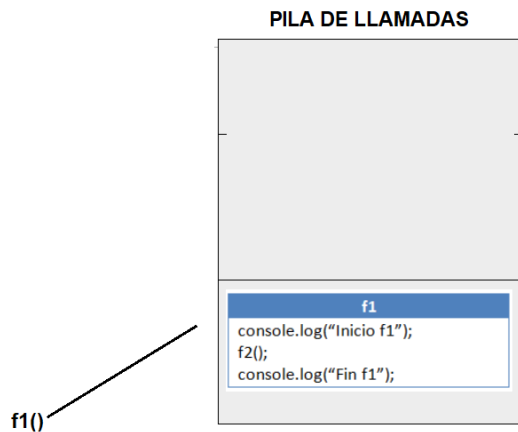 PILA DE LLAMADAS
f1
console.log(“Inicio f1”);
f2();
console.log(“Fin f1”);
f1()